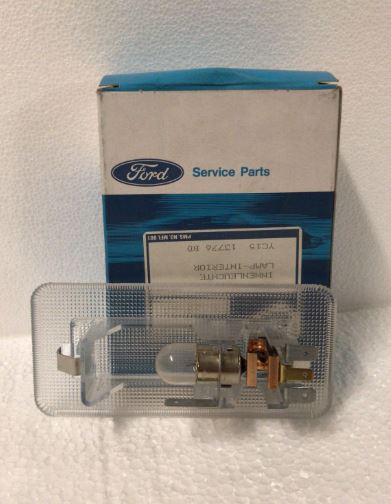 Ford
Service Parts
INNENLEUCHTE
LAMP-INTERIOR
YC15 13776 BD